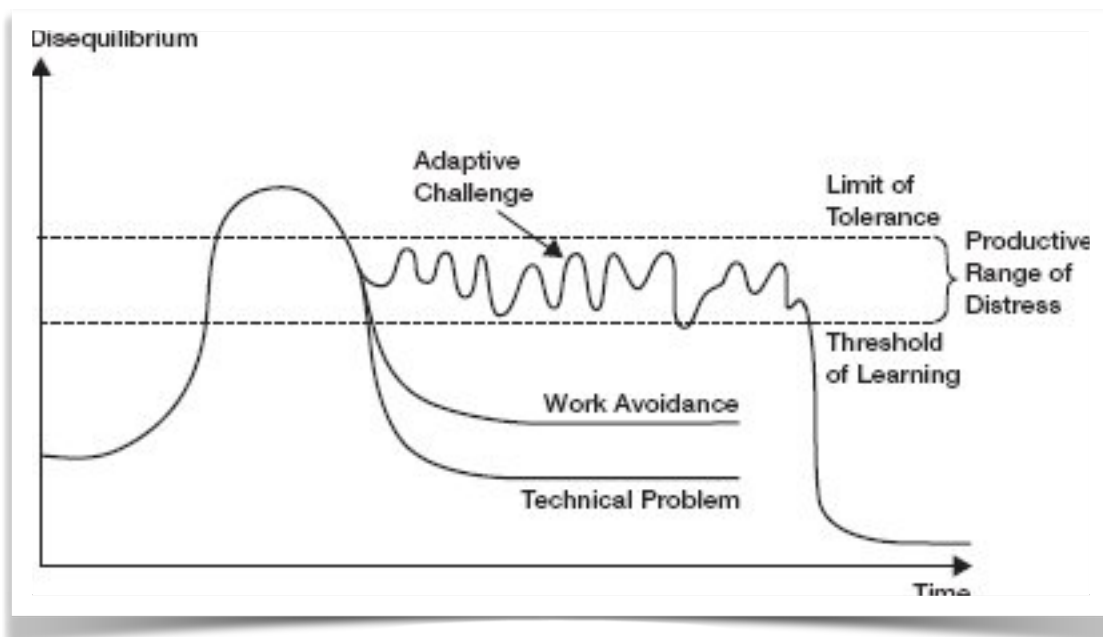 Disequilibrium
Adaptive
Challenge
Limit of
Tolerance
Productive
Range of
Distress
Threshold
of Learning
Work Avoidance
Technical Problem
Time